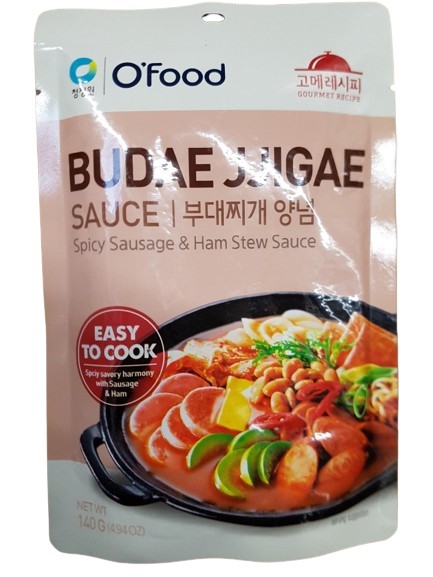 청정원
O'Food
고메레시피
GOURMET RECIPE
BUDAE JJIGAE
SAUCE | 부대찌개 양념
Spicy Sausage & Ham Stew Sauce
EASY
TO COOK
Spciy savory harmony
with Sausage
& Ham
NET WT
140 G (4.94 OZ)